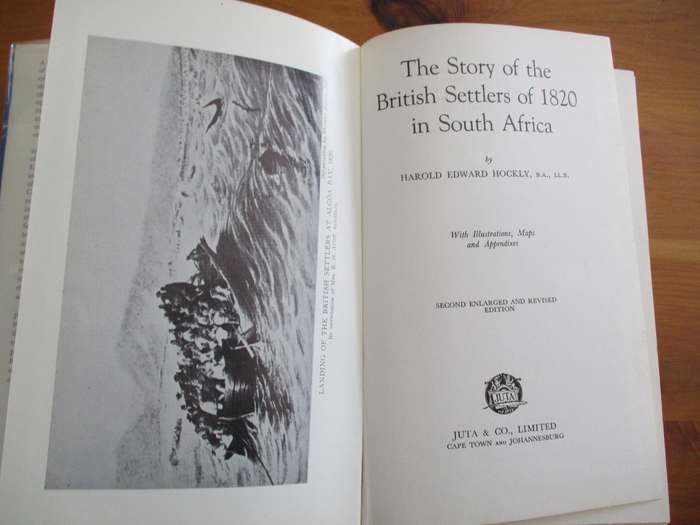 LANDING OF THE BRITISH SETTLERS AT ALGOA BAY, 1820
The Story of the
British Settlers of 1820
in South Africa
by
HAROLD EDWARD HOCKLY, B.A., LL.B.
With Illustrations, Maps
and Appendixes
SECOND ENLARGED AND REVISED
EDITION
JUTA
JUTA & CO., LIMITED
CAPE TOWN AND JOHANNESBURG